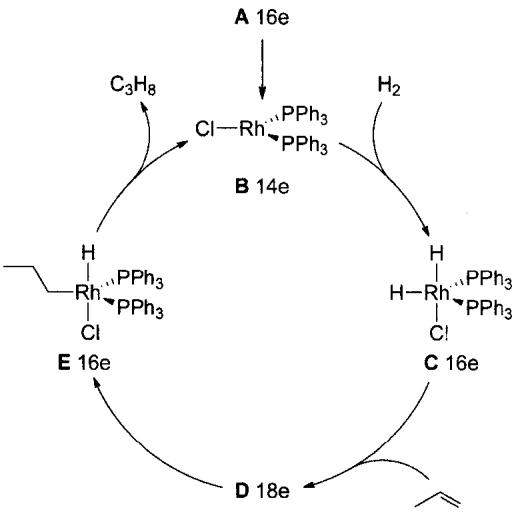 A 16e
C₃H₈
H₂
Cl—Rh PPh₃
PPh₃
B 14e
H
Rh PPh₃
PPh₃
Cl
E 16e
H
H—Rh PPh₃
PPh₃
Cl
C 16e
D 18e